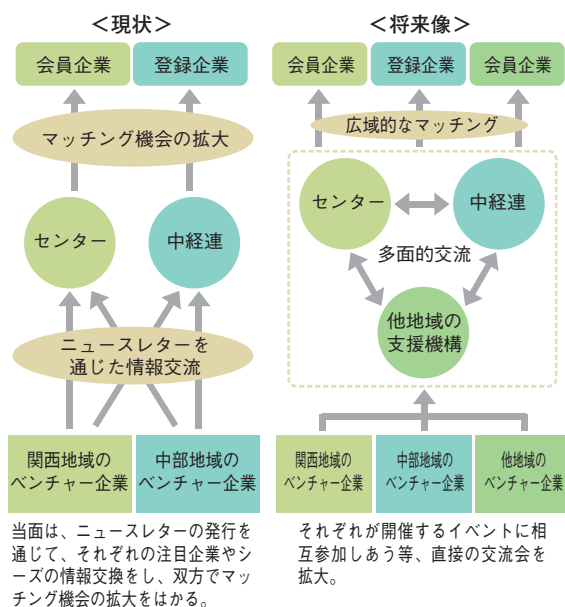 ＜現状＞
会員企業
登録企業
マッチング機会の拡大
センター
中経連
ニュースレターを
通じた情報交流
関西地域の
ベンチャー企業
中部地域の
ベンチャー企業
当面は、ニュースレターの発行を
通じて、それぞれの注目企業やシ
ーズの情報交換をし、双方でマッ
チング機会の拡大をはかる。
＜将来像＞
会員企業
登録企業
会員企業
広域的なマッチング
センター
中経連
多面的交流
他地域の
支援機構
関西地域の
ベンチャー企業
中部地域の
ベンチャー企業
他地域の
ベンチャー企業
それぞれが開催するイベントに相
互参加しあう等、直接の交流会を
拡大。